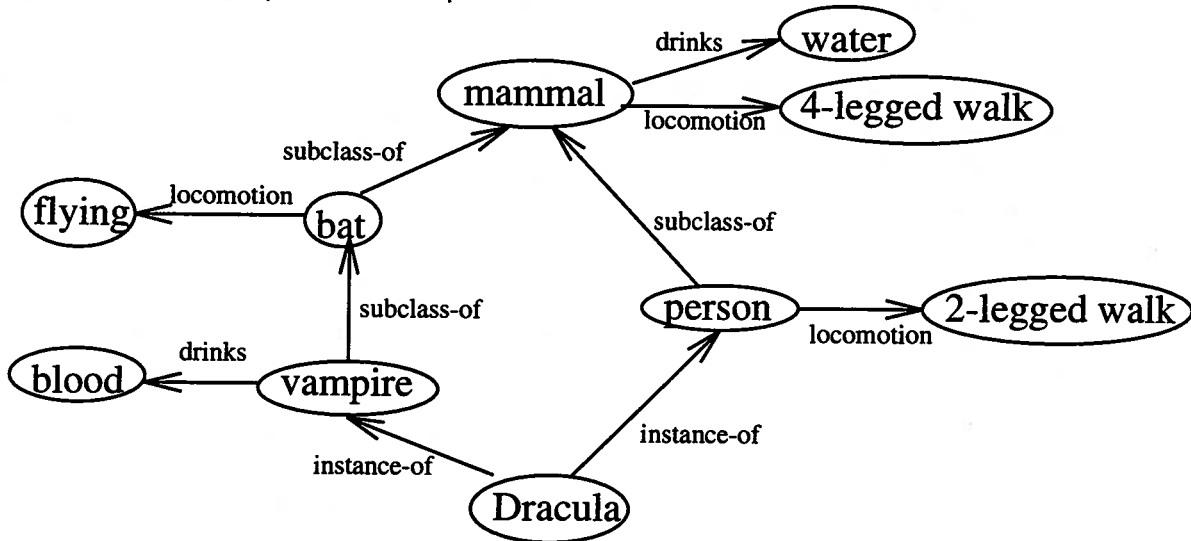 drinks
water
mammal
4-legged walk
locomotion
subclass-of
locomotion
flying
bat
subclass-of
person
2-legged walk
locomotion
subclass-of
drinks
blood
vampire
instance-of
instance-of
Dracula